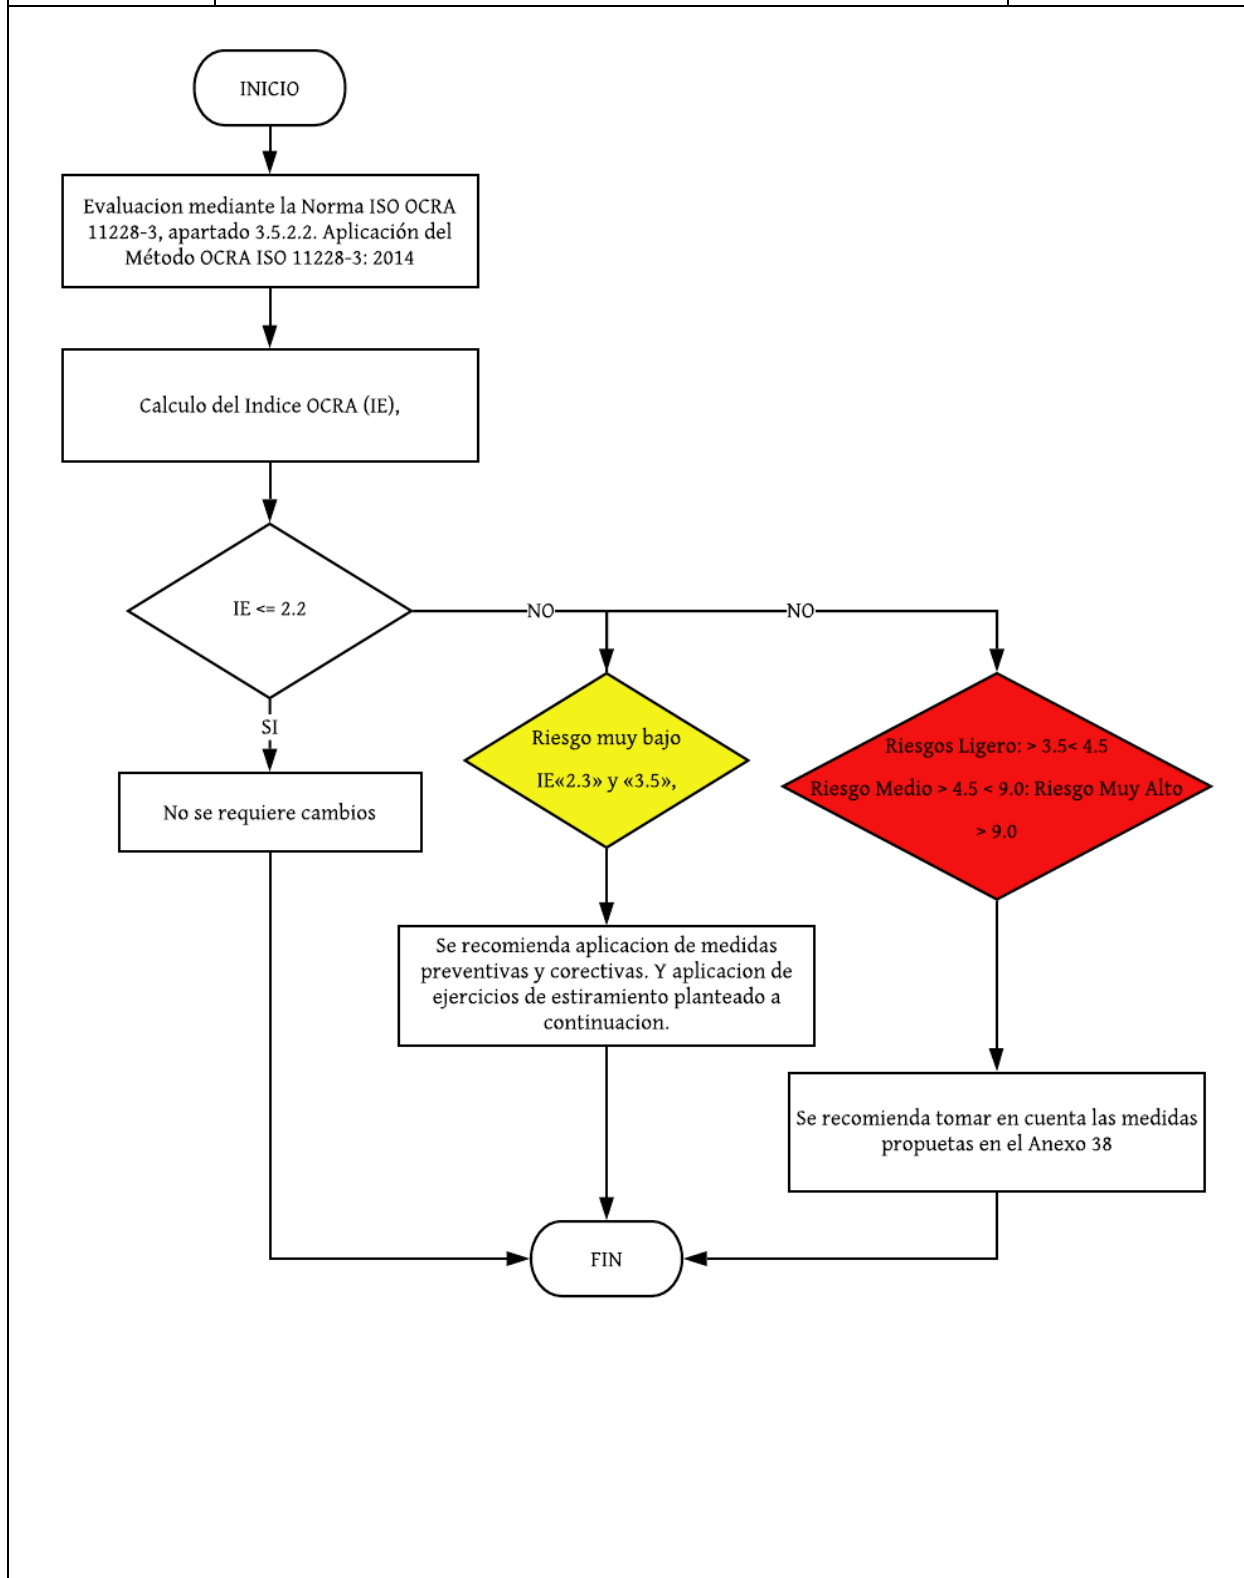 INICIO
Evaluacion mediante la Norma ISO OCRA
11228-3, apartado 3.5.2.2. Aplicación del
Método OCRA ISO 11228-3: 2014
Calculo del Indice OCRA (IE),
IE <= 2.2
NO
NO
SI
Riesgo muy bajo
IE«2.3» y «3.5»,
Riesgos Ligero: > 3.5< 4.5
Riesgo Medio > 4.5 < 9.0: Riesgo Muy Alto
> 9.0
No se requiere cambios
Se recomienda aplicacion de medidas
preventivas y corectivas. Y aplicacion de
ejercicios de estiramiento planteado a
continuacion.
Se recomienda tomar en cuenta las medidas
propuetas en el Anexo 38
FIN